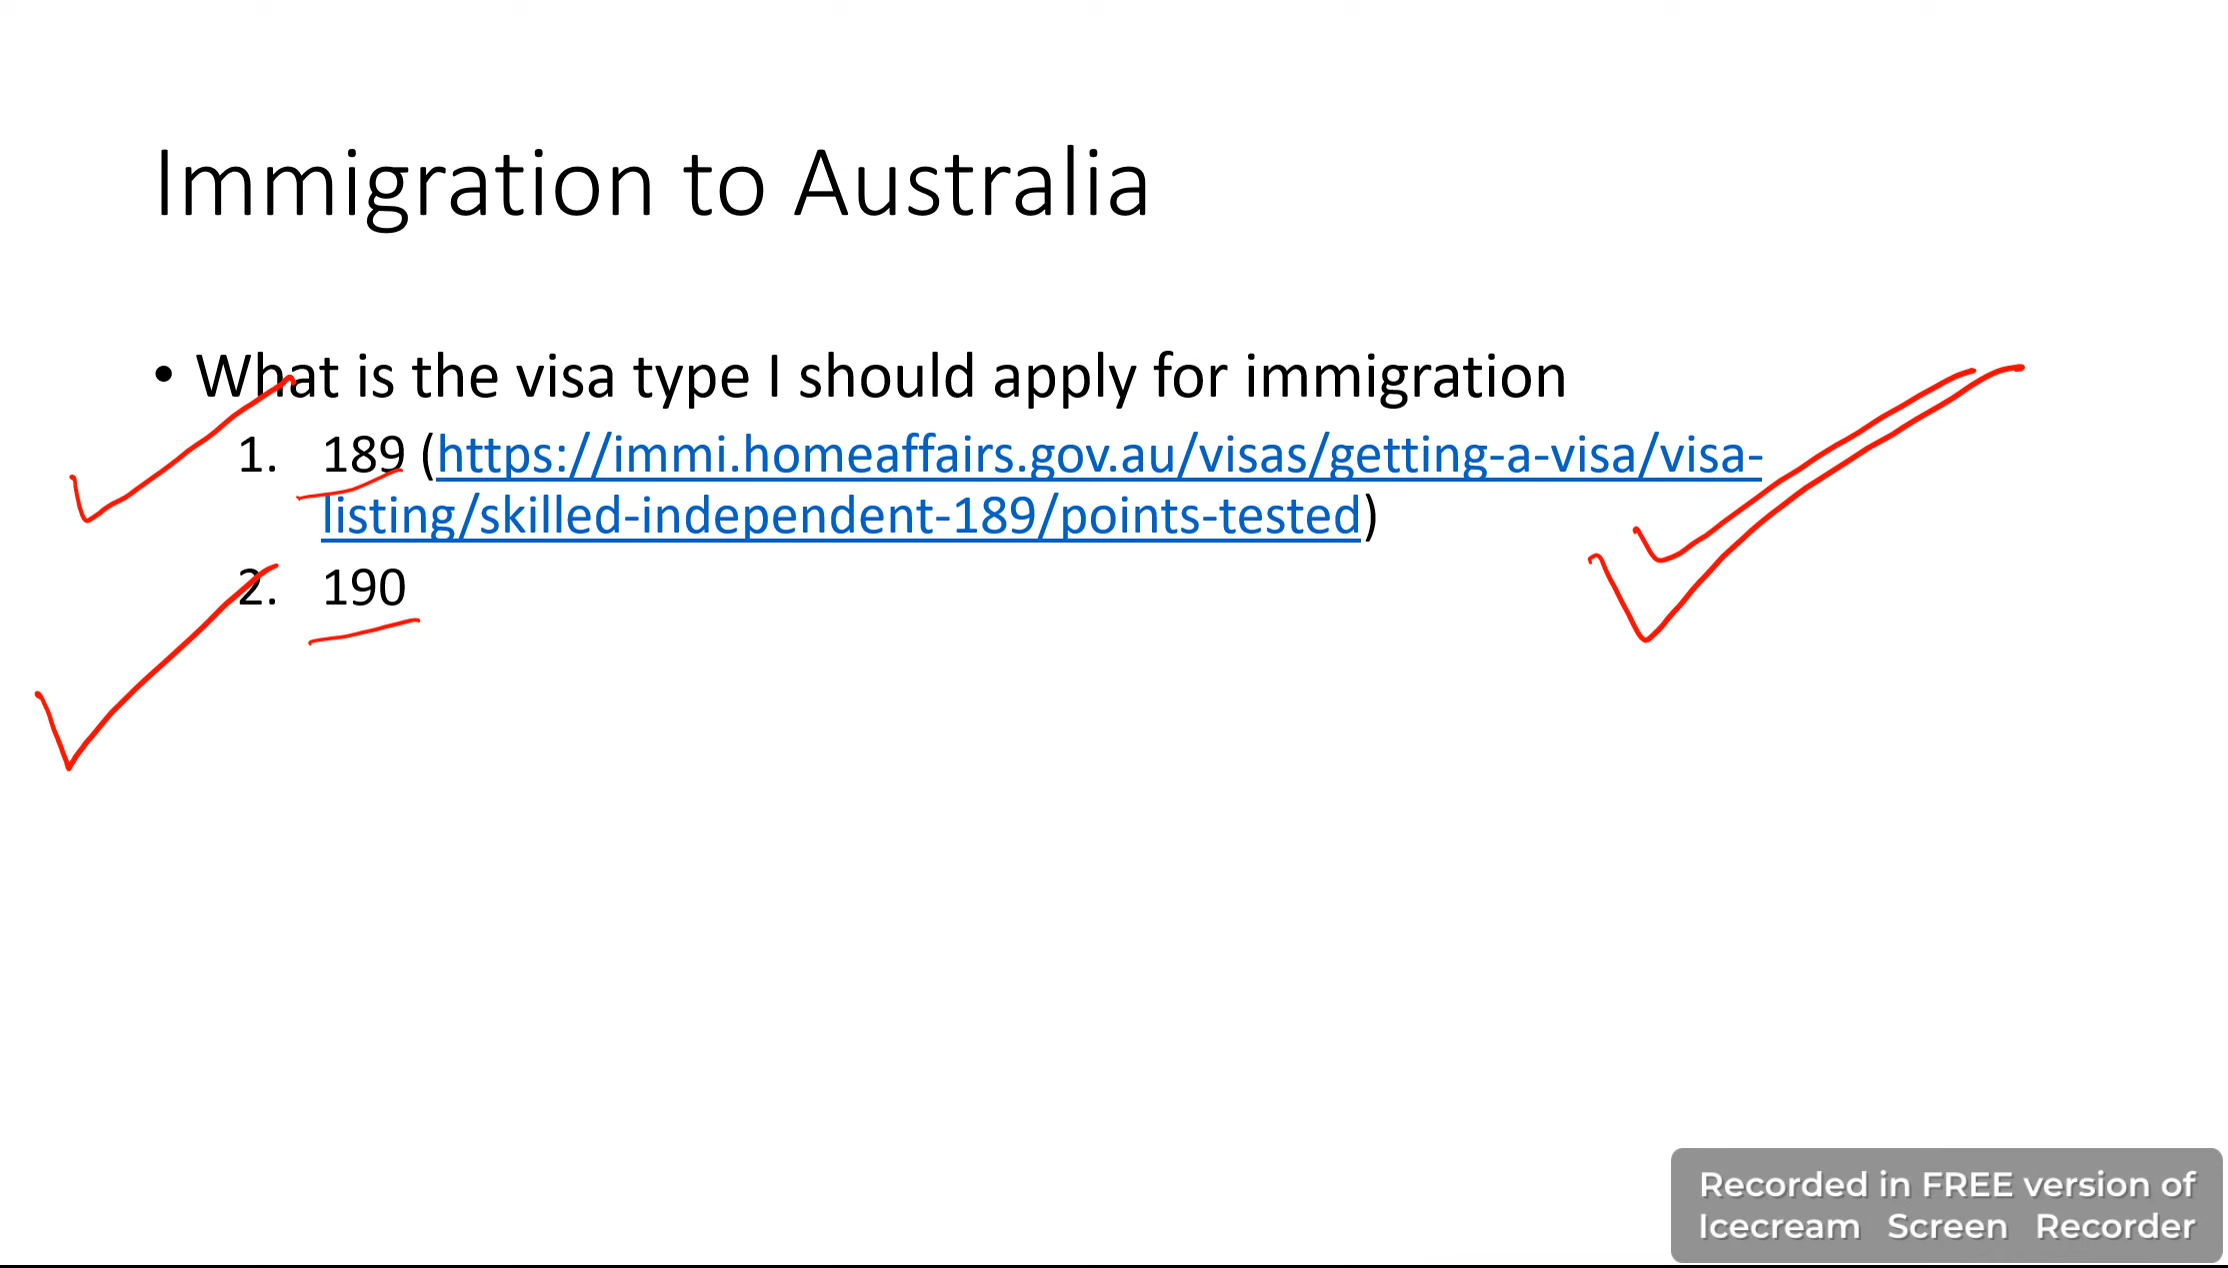 Immigration to Australia
• What is the visa type I should apply for immigration
1. 189 (https://immi.homeaffairs.gov.au/visas/getting-a-visa/visa-
listing/skilled-independent-189/points-tested)
2. 190
Recorded in FREE version of
Icecream Screen Recorder